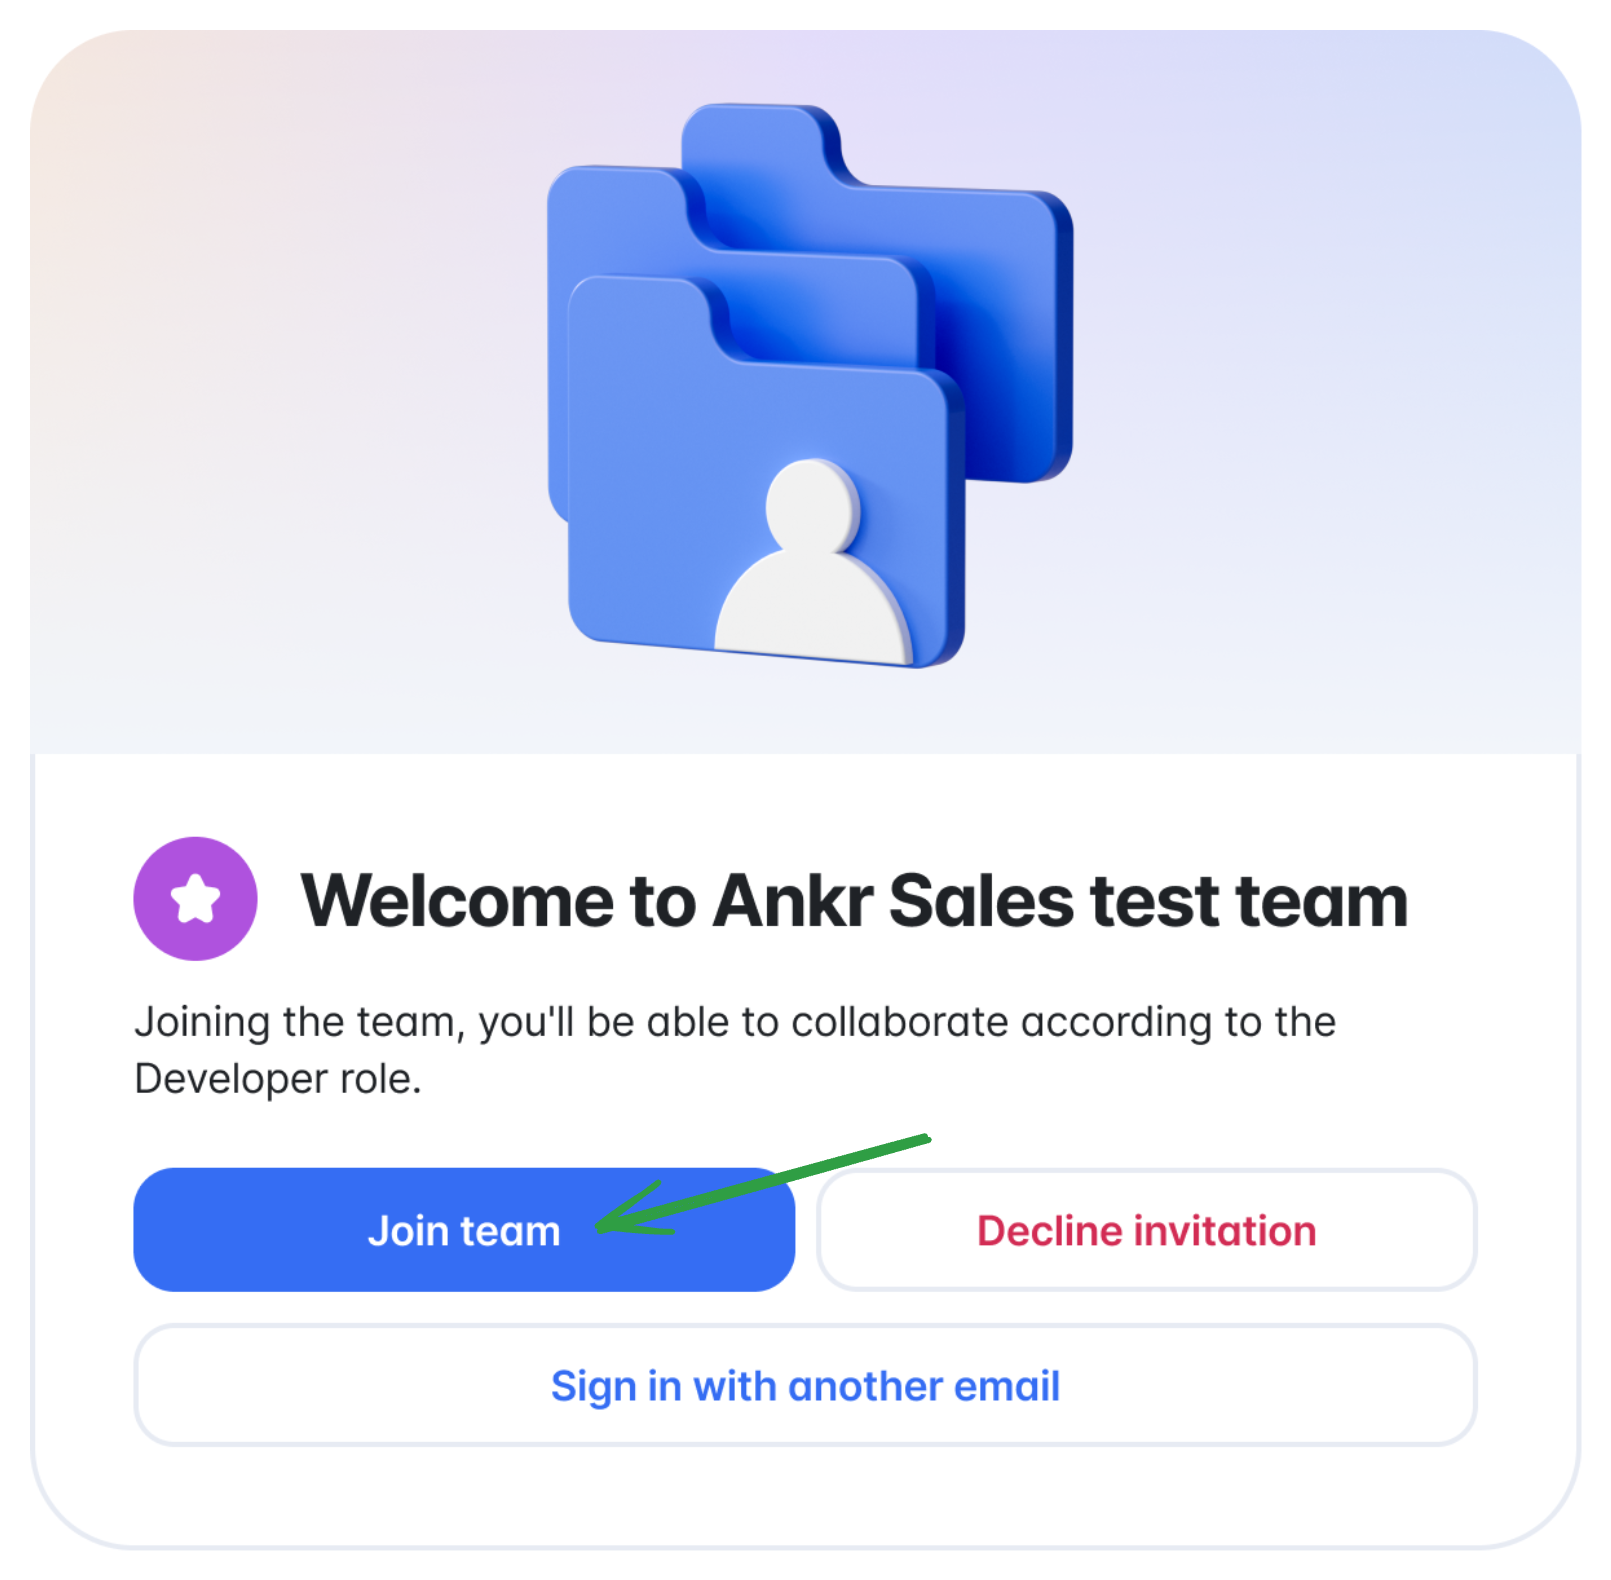 Welcome to Ankr Sales test team
Joining the team, you'll be able to collaborate according to the
Developer role.
Join team
Decline invitation
Sign in with another email